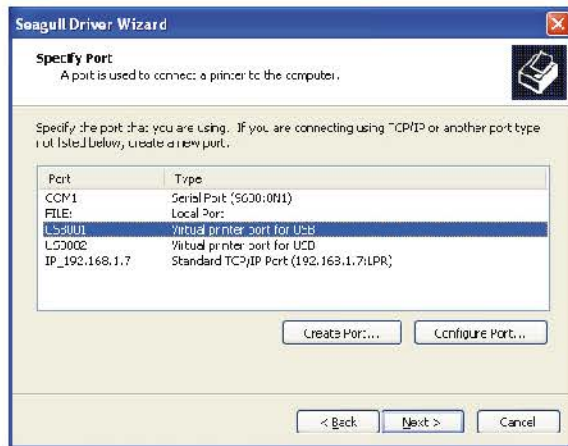 Seagull Driver Wizard
Specify Port
A port is used to connect a printer to the computer.
Specify the port that you are using. If you are connecting using TCP/IP or another port type
not listed below, create a new port.
Port Type
COM1 Serial Port (9600:8N1)
FILE: Local Port
USB001 Virtual printer port for USB
USB002 Virtual printer port for USB
IP_192.168.1.7 Standard TCP/IP Port (192.168.1.7:LPR)
Create Port... Configure Port...
< Back Next > Cancel